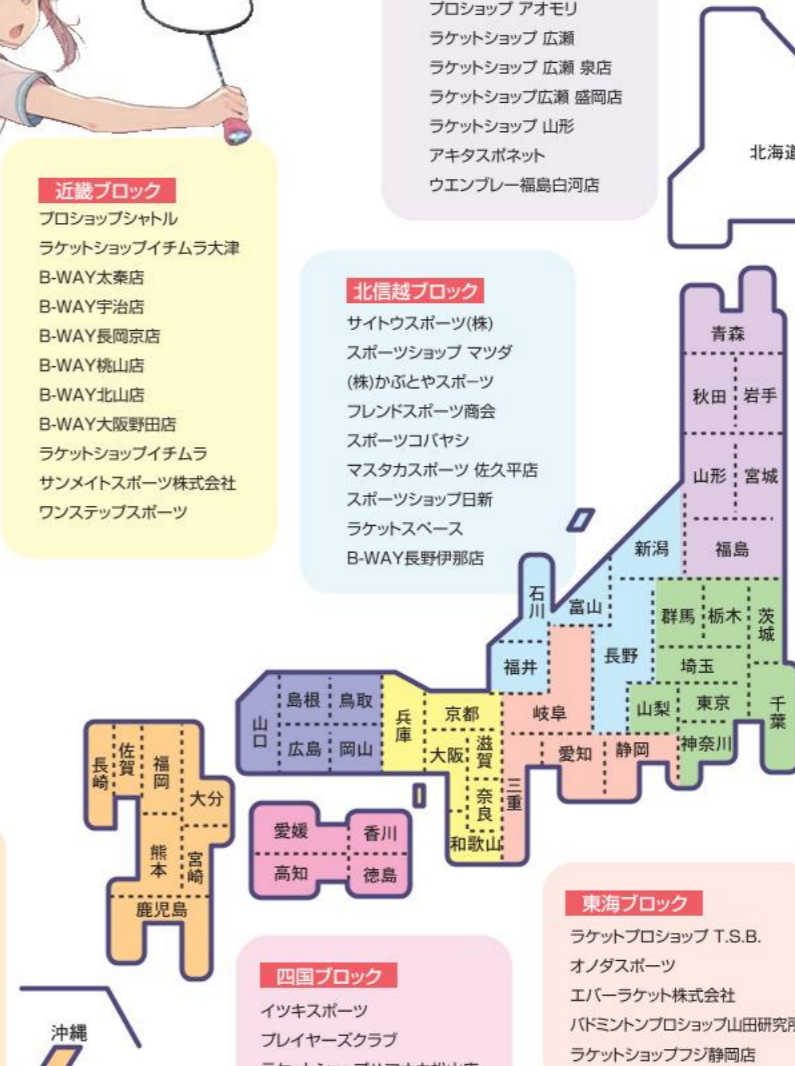 プロショップ アオモリ
ラケットショップ 広瀬
ラケットショップ 広瀬 泉店
ラケットショップ広瀬 盛岡店
ラケットショップ 山形
アキタスポネット
ウエンブレー福島白河店
近畿ブロック
プロショップシャトル
ラケットショップイチムラ大津
B-WAY太秦店
B-WAY宇治店
B-WAY長岡京店
B-WAY桃山店
B-WAY北山店
B-WAY大阪野田店
ラケットショップイチムラ
サンメイトスポーツ株式会社
ワンステップスポーツ
北信越ブロック
サイトウスポーツ(株)
スポーツショップ マツダ
(株)かぶとやスポーツ
フレンドスポーツ商会
スポーツコバヤシ
マスタカスポーツ 佐久平店
スポーツショップ日新
ラケットスペース
B-WAY長野伊那店
北海道
青森
秋田
岩手
山形
宮城
新潟
福島
石川
富山
群馬
栃木
茨城
福井
長野
埼玉
山梨
東京
千葉
神奈川
岐阜
愛知
静岡
三重
山口
島根
鳥取
広島
岡山
兵庫
京都
大阪
滋賀
奈良
和歌山
長崎
佐賀
福岡
大分
熊本
宮崎
鹿児島
愛媛
香川
高知
徳島
沖縄
四国ブロック
イツキスポーツ
プレイヤーズクラブ
東海ブロック
ラケットプロショップ T.S.B.
オノダスポーツ
エバーラケット株式会社
バドミントンプロショップ山田研究所
ラケットショップフジ静岡店